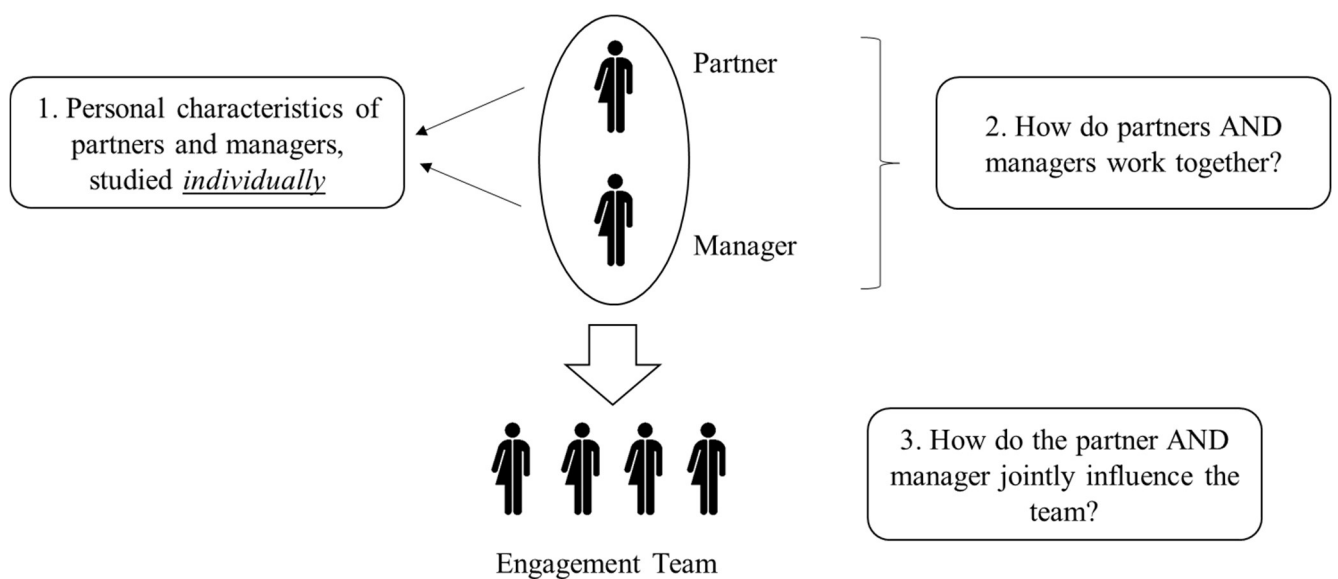 1. Personal characteristics of
partners and managers,
studied individually
Partner
Manager
2. How do partners AND
managers work together?
3. How do the partner AND
manager jointly influence the
team?
Engagement Team